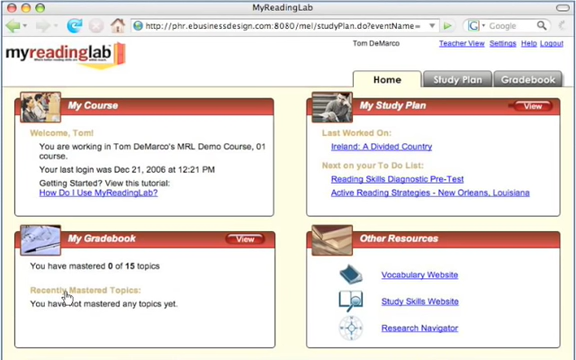 MyReadingLab
http://phr.ebusinessdesign.com:8080/mel/studyPlan.do?eventName=
Google
myreadinglab
Tom DeMarco
Teacher View Settings Help Logout
Home Study Plan Gradebook
My Course
Welcome, Tom!
You are working in Tom DeMarco's MRL Demo Course, 01
course.
Your last login was Dec 21, 2006 at 12:21 PM
Getting Started? View this tutorial:
How Do I Use MyReadingLab?
My Study Plan
View
Last Worked On:
Ireland: A Divided Country
Next on your To Do List:
Reading Skills Diagnostic Pre-Test
Active Reading Strategies - New Orleans, Louisiana
My Gradebook
View
You have mastered 0 of 15 topics
Recently Mastered Topics:
You have not mastered any topics yet.
Other Resources
Vocabulary Website
Study Skills Website
Research Navigator